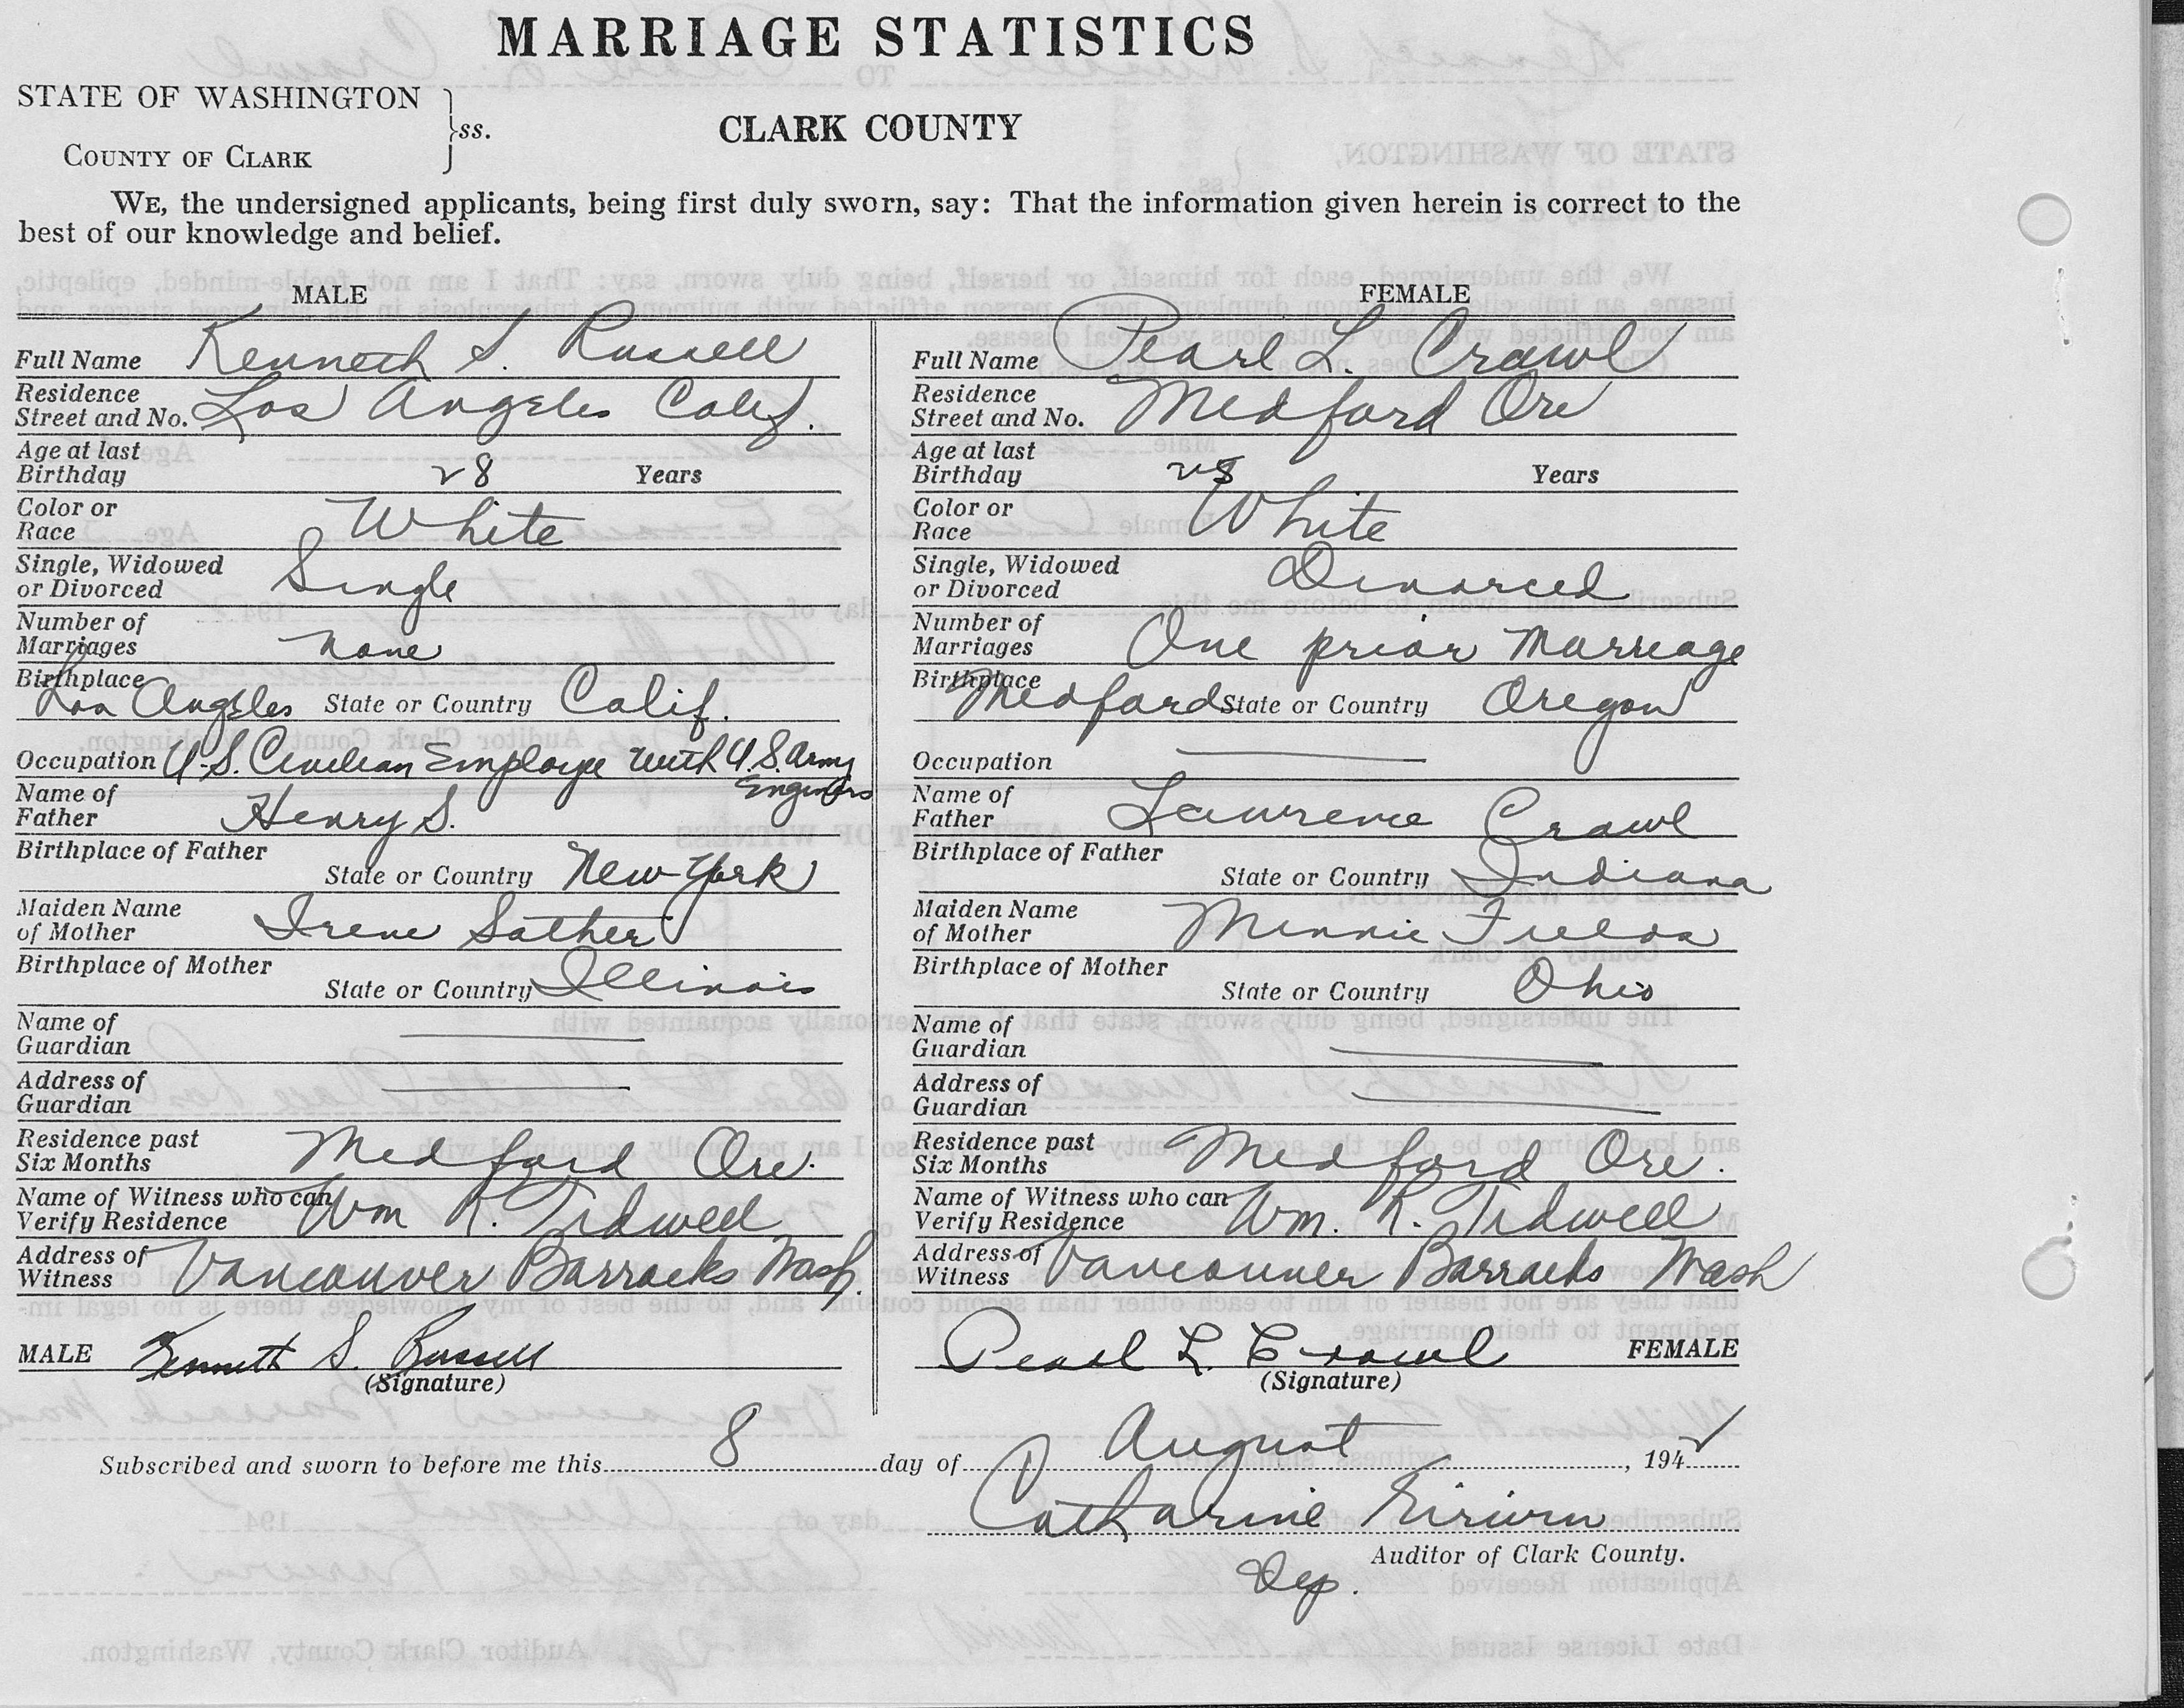 MARRIAGE STATISTICS
STATE OF WASHINGTON
COUNTY OF CLARK
ss.
CLARK COUNTY
WE, the undersigned applicants, being first duly sworn, say: That the information given herein is correct to the
best of our knowledge and belief.
MALE
Full Name Kenneth S. Russell
Residence
Street and No. Los Angeles Calif.
Age at last
Birthday 28 Years
Color or
Race White
Single, Widowed
or Divorced Single
Number of
Marriages none
Birthplace
Los Angeles State or Country Calif.
Occupation U.S. Civilian Employee with U.S. Army
Engineers
Name of
Father Henry S.
Birthplace of Father
State or Country New York
Maiden Name
of Mother Irene Sather
Birthplace of Mother
State or Country Illinois
Name of
Guardian
Address of
Guardian
Residence past
Six Months Medford Ore.
Name of Witness who can
Verify Residence Wm R. Tidwell
Address of
Witness Vancouver Barracks Wash.
MALE Kenneth S. Russell
(Signature)
FEMALE
Full Name Pearl L. Crawl
Residence
Street and No. Medford Ore
Age at last
Birthday Years
Color or
Race White
Single, Widowed
or Divorced Divorced
Number of
Marriages One prior Marriage
Birthplace
Medford State or Country Oregon
Occupation
Name of
Father Lawrence Crawl
Birthplace of Father
State or Country Indiana
Maiden Name
of Mother Minnie Fields
Birthplace of Mother
State or Country Ohio
Name of
Guardian
Address of
Guardian
Residence past
Six Months Medford Ore.
Name of Witness who can
Verify Residence Wm. R. Tidwell
Address of
Witness Vancouver Barracks Wash
Pearl L. Crawl FEMALE
(Signature)
Subscribed and sworn to before me this 8 day of August, 1942
Catharine
Auditor of Clark County.
Dep.